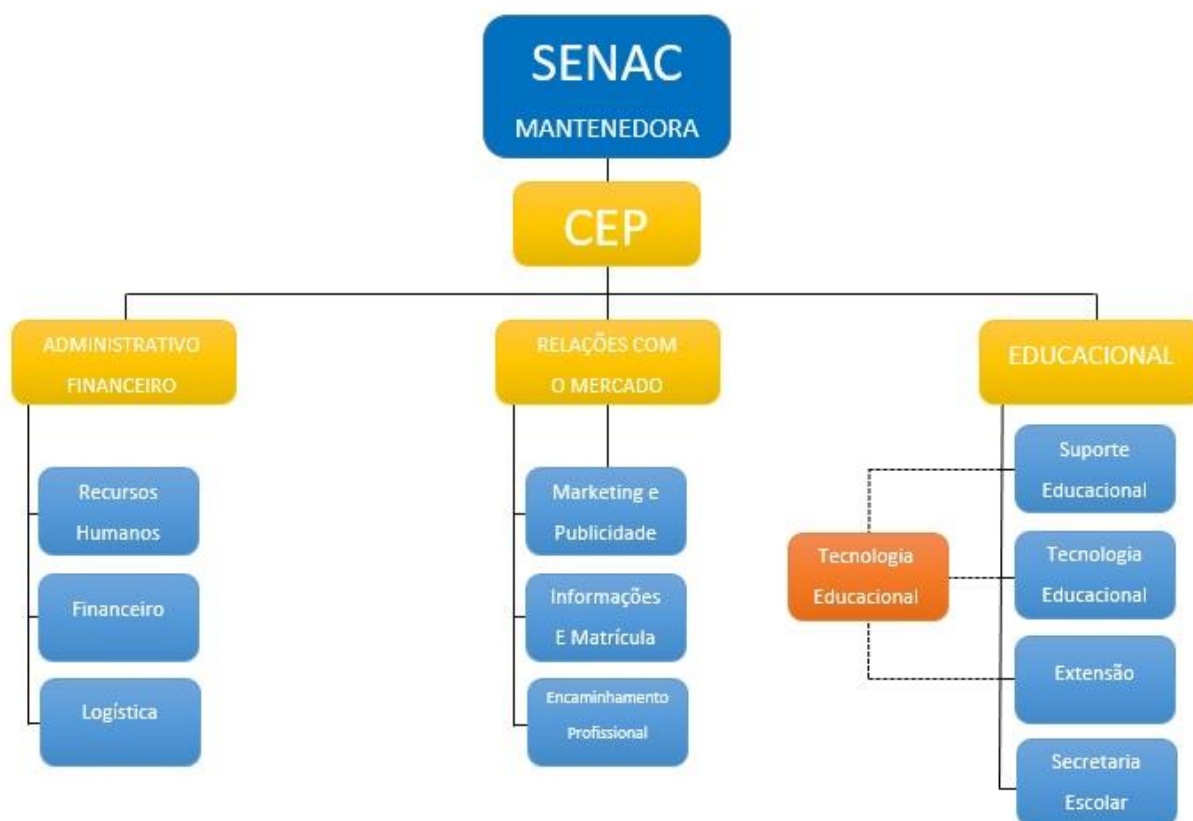 SENAC
MANTENEDORA
CEP
ADMINISTRATIVO
FINANCEIRO
RELAÇÕES COM
O MERCADO
EDUCACIONAL
Recursos
Humanos
Financeiro
Logística
Marketing e
Publicidade
Informações
E Matrícula
Encaminhamento
Profissional
Tecnologia
Educacional
Suporte
Educacional
Tecnologia
Educacional
Extensão
Secretaria
Escolar